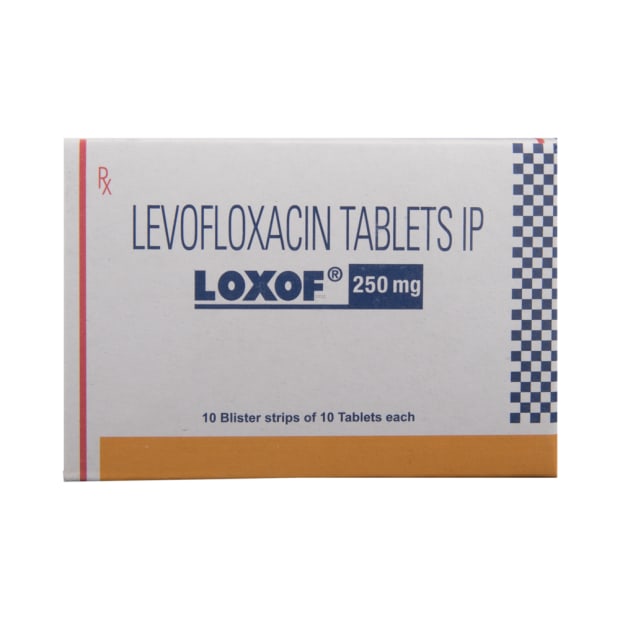 Rx
LEVOFLOXACIN TABLETS IP
LOXOF® 250 mg
10 Blister strips of 10 Tablets each